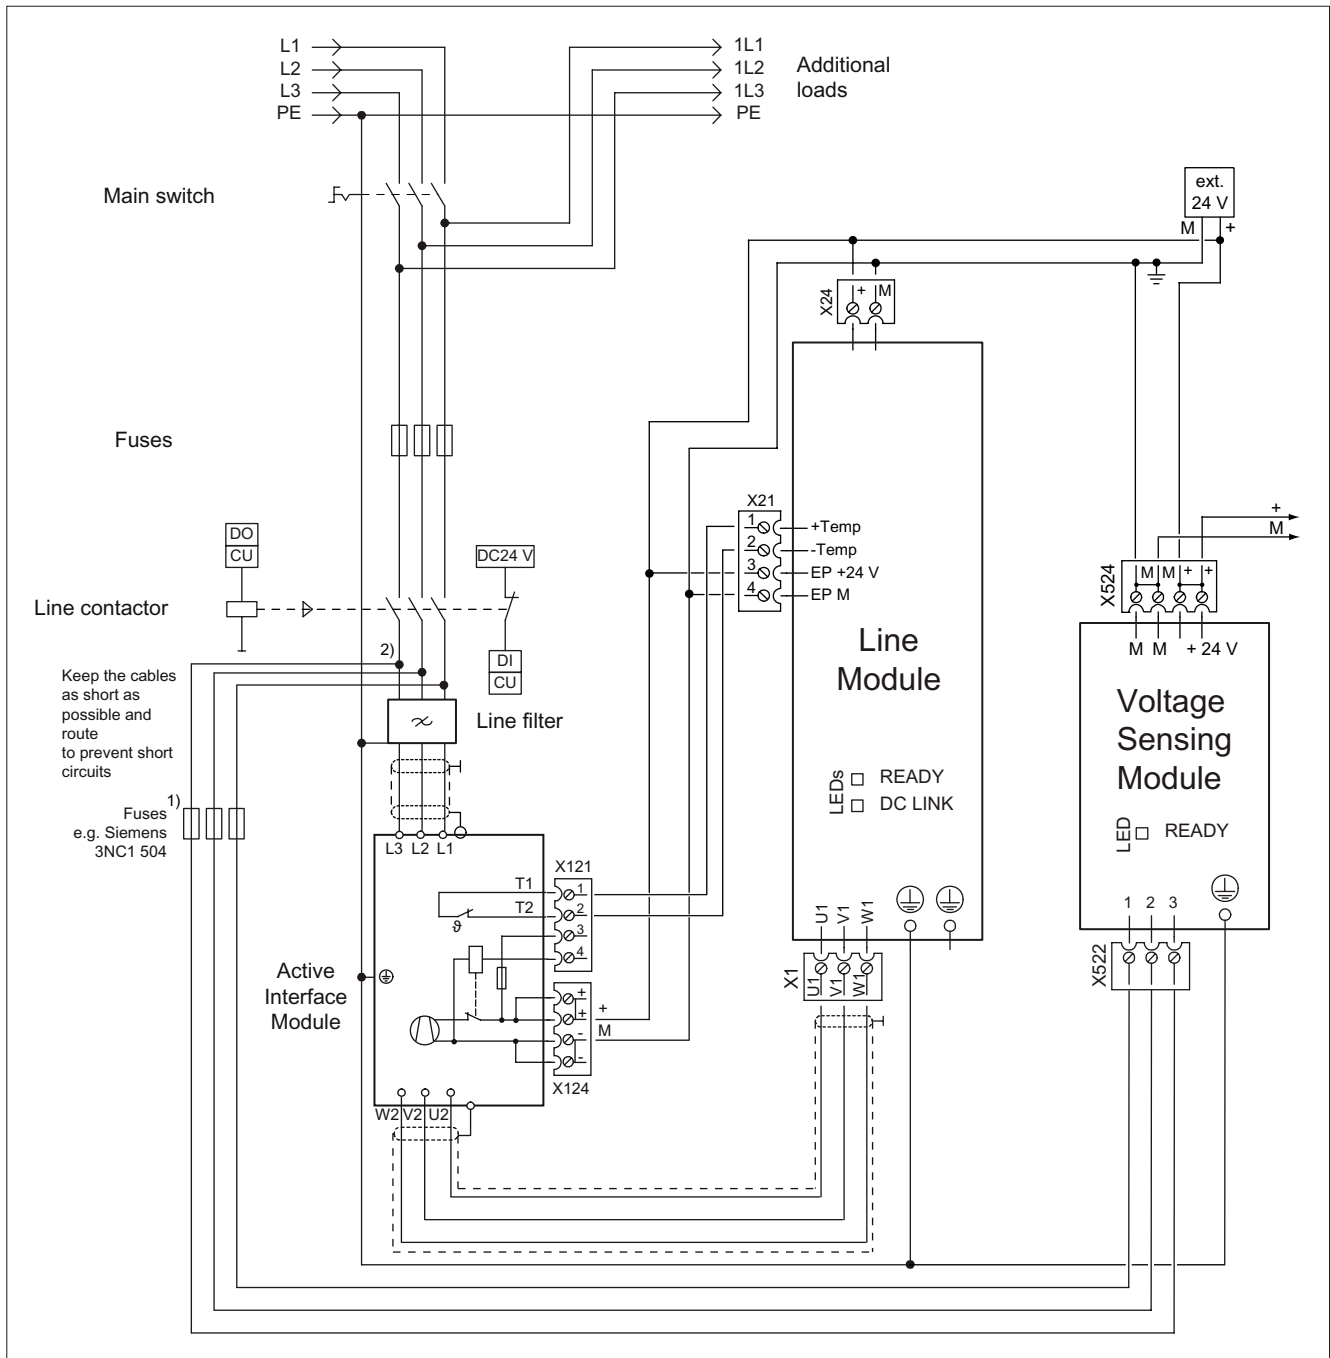 L1
1L1
L2
1L2
Additional
loads
L3
1L3
PE
PE
Main switch
ext.
24 V
M
+
X24
+
M
Fuses
X21
1
+Temp
2
-Temp
3
EP +24 V
4
EP M
+
M
X524
M
M
+
+
M
M
+ 24 V
DO
CU
DC24 V
Line contactor
DI
CU
2)
Keep the cables
as short as
possible and
route
to prevent short
circuits
Line filter
Line
Module
Voltage
Sensing
Module
LEDs
READY
DC LINK
LED
READY
1)
Fuses
e.g. Siemens
3NC1 504
L3
L2
L1
X121
T1
1
T2
2
ϑ
3
4
Active
Interface
Module
+
+
+
M
-
-
X124
W2
V2
U2
U1
V1
W1
X1
U1
V1
W1
1
2
3
X522